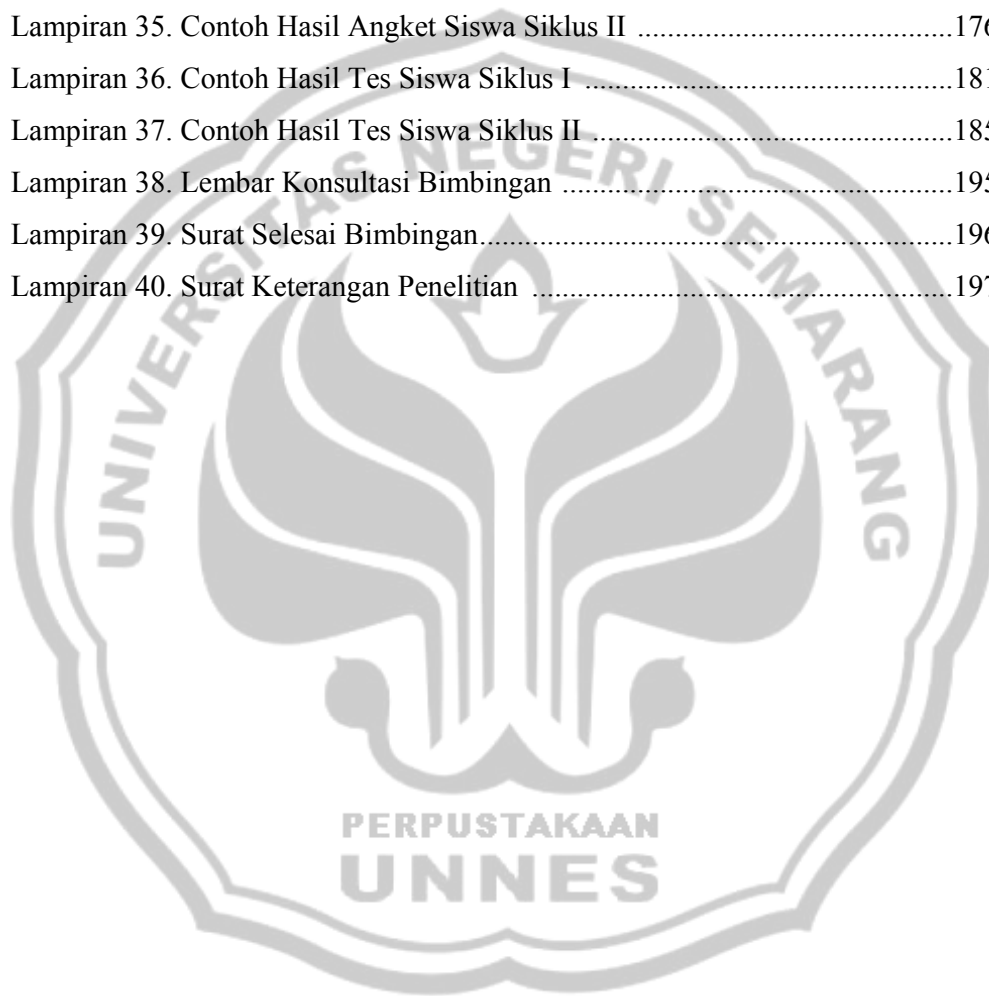 Lampiran 35. Contoh Hasil Angket Siswa Siklus II ......................................176
Lampiran 36. Contoh Hasil Tes Siswa Siklus I .............................................181
Lampiran 37. Contoh Hasil Tes Siswa Siklus II ............................................185
Lampiran 38. Lembar Konsultasi Bimbingan ................................................195
Lampiran 39. Surat Selesai Bimbingan..........................................................196
Lampiran 40. Surat Keterangan Penelitian ...................................................197
UNIVERSITAS NEGERI SEMARANG
PERPUSTAKAAN
UNNES